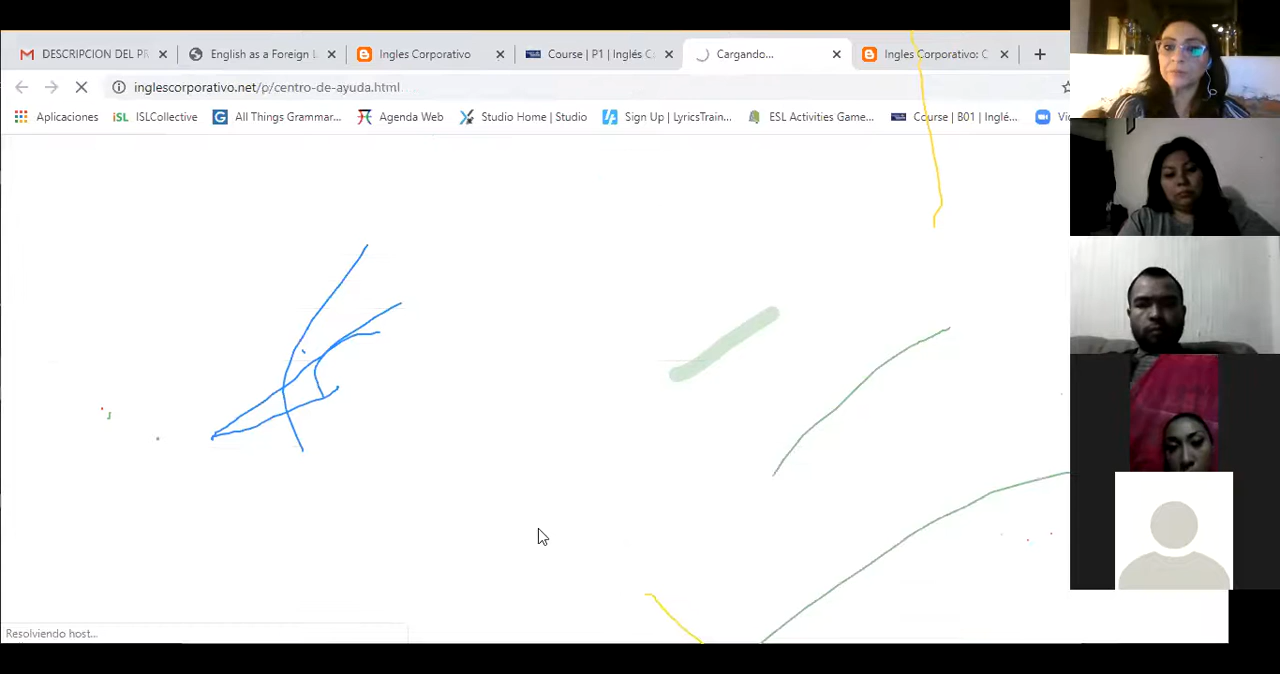 DESCRIPCION DEL PR
English as a Foreign L
Ingles Corporativo
Course | P1 | Inglés C
Cargando...
Ingles Corporativo: C
inglescorporativo.net/p/centro-de-ayuda.html
Aplicaciones
iSL ISLCollective
G All Things Grammar...
Agenda Web
Studio Home | Studio
Sign Up | LyricsTrain...
ESL Activities Game...
Course | B01 | Inglé...
Resolviendo host...